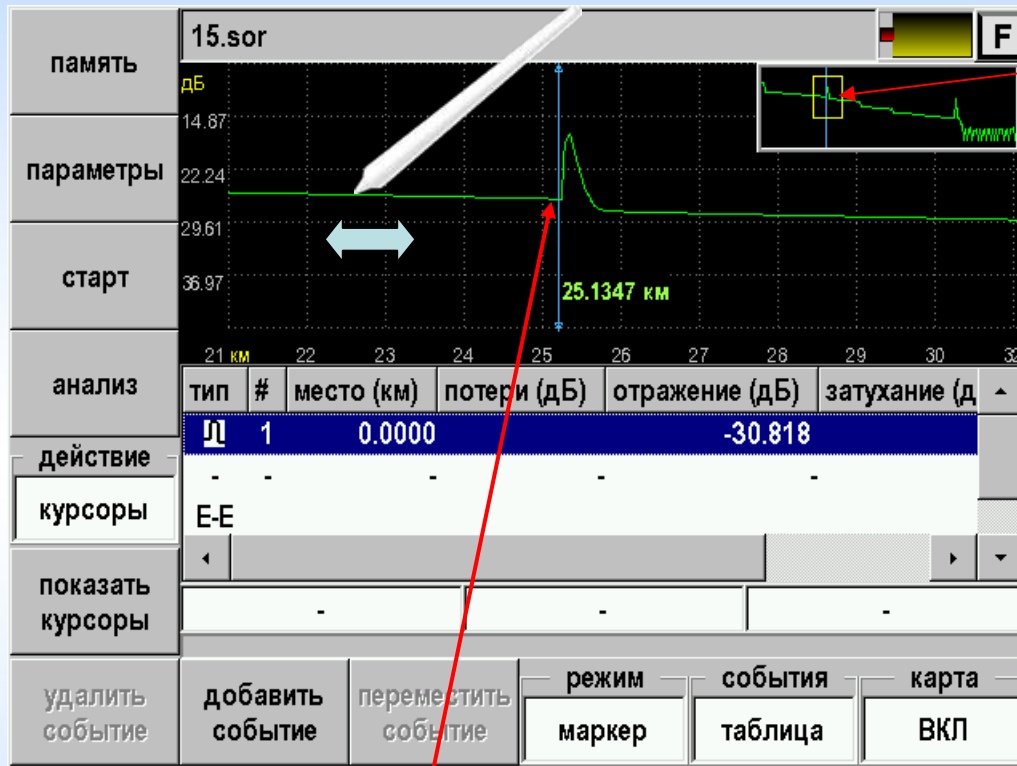 15.sor
F
память
параметры
старт
анализ
действие
курсоры
показать
курсоры
дБ
14.87
22.24
29.61
36.97
25.1347 км
21 км 22 23 24 25 26 27 28 29 30
тип # место (км) потери (дБ) отражение (дБ) затухание (д
1 0.0000 -30.818
- - - - -
E-E
- - -
удалить
событие
добавить
событие
переместить
событие
режим
маркер
события
таблица
карта
ВКЛ